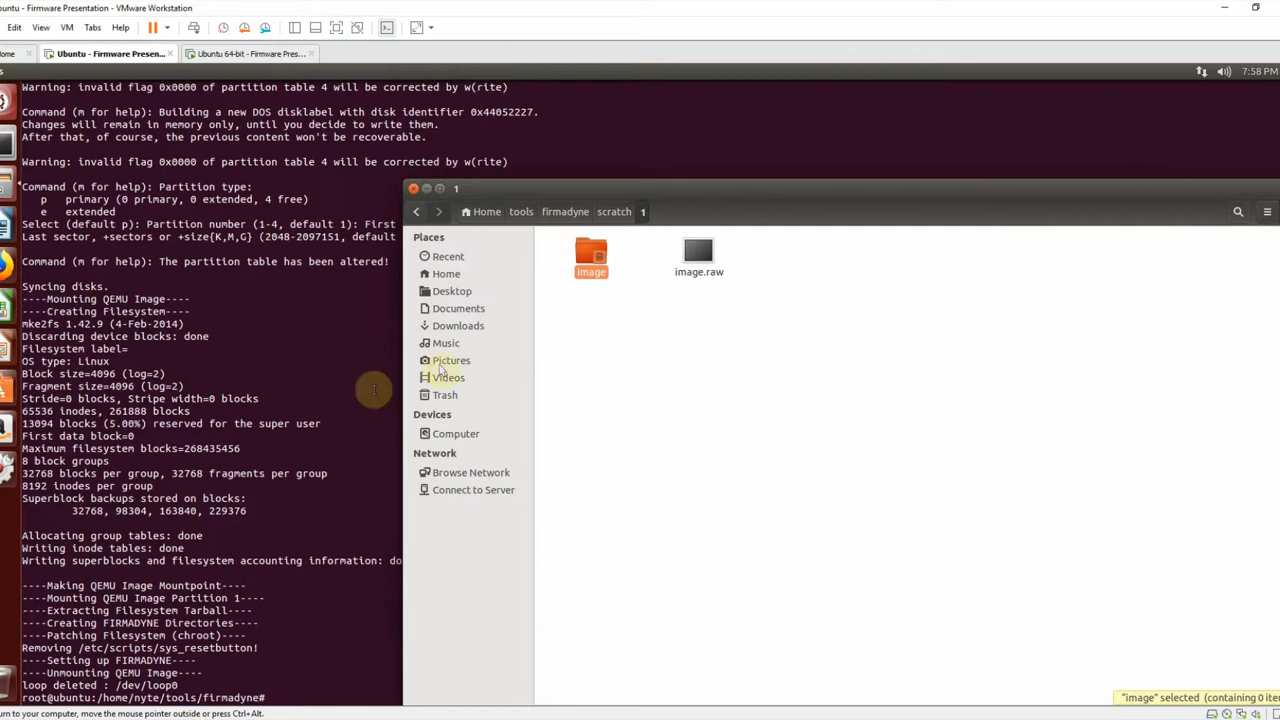 Ubuntu - Firmware Presentation - VMware Workstation
Edit View VM Tabs Help
Ubuntu - Firmware Presen...
Ubuntu 64-bit - Firmware Pres...
7:58 PM
Warning: invalid flag 0x0000 of partition table 4 will be corrected by w(rite)
Command (m for help): Building a new DOS disklabel with disk identifier 0x44052227.
Changes will remain in memory only, until you decide to write them.
After that, of course, the previous content won't be recoverable.
Warning: invalid flag 0x0000 of partition table 4 will be corrected by w(rite)
Command (m for help): Partition type:
p primary (0 primary, 0 extended, 4 free)
e extended
Select (default p): Partition number (1-4, default 1): First
Last sector, +sectors or +size{K,M,G} (2048-2097151, default
Command (m for help): The partition table has been altered!
Syncing disks.
----Mounting QEMU Image----
----Creating Filesystem----
mke2fs 1.42.9 (4-Feb-2014)
Discarding device blocks: done
Filesystem label=
OS type: Linux
Block size=4096 (log=2)
Fragment size=4096 (log=2)
Stride=0 blocks, Stripe width=0 blocks
65536 inodes, 261888 blocks
13094 blocks (5.00%) reserved for the super user
First data block=0
Maximum filesystem blocks=268435456
8 block groups
32768 blocks per group, 32768 fragments per group
8192 inodes per group
Superblock backups stored on blocks:
32768, 98304, 163840, 229376
Allocating group tables: done
Writing inode tables: done
Writing superblocks and filesystem accounting information: do
----Making QEMU Image Mountpoint----
----Mounting QEMU Image Partition 1----
----Extracting Filesystem Tarball----
----Creating FIRMADYNE Directories----
----Patching Filesystem (chroot)----
Removing /etc/scripts/sys_resetbutton!
----Setting up FIRMADYNE----
----Unmounting QEMU Image----
loop deleted : /dev/loop0
root@ubuntu:/home/nyte/tools/firmadyne#
1
Home tools firmadyne scratch 1
Places
Recent
Home
Desktop
Documents
Downloads
Music
Pictures
Videos
Trash
Devices
Computer
Network
Browse Network
Connect to Server
image
image.raw
"image" selected (containing 0 iter
urn to your computer, move the mouse pointer outside or press Ctrl+Alt.